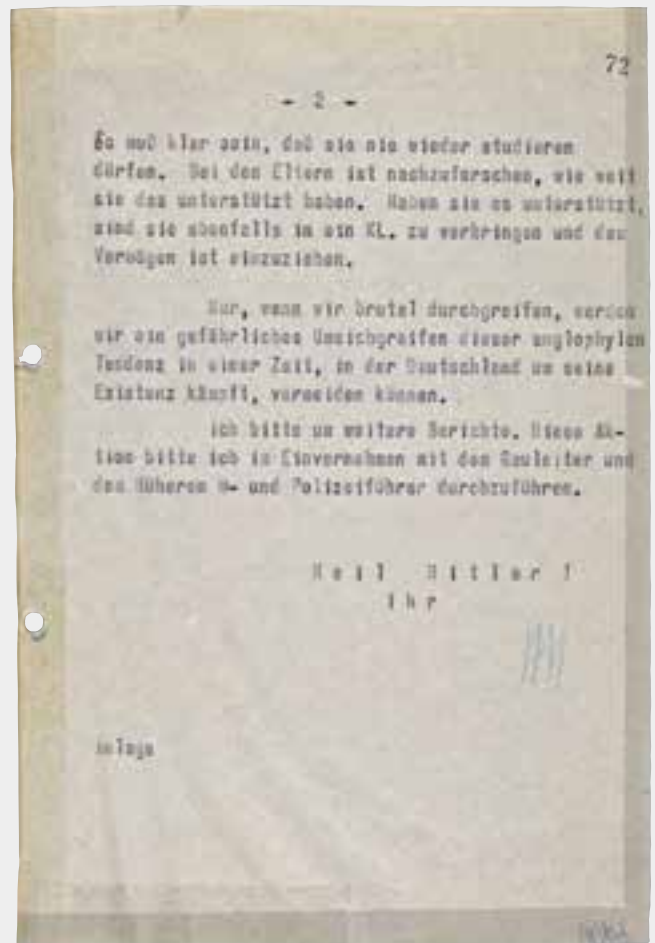 72
- 2 -
Es muß klar sein, daß sie nie wieder studieren
dürfen. Bei den Eltern ist nachzuforschen, wie weit
sie das unterstützt haben. Haben sie es unterstützt,
sind sie ebenfalls in ein KL. zu verbringen und das
Vermögen ist einzuziehen.
Nur, wenn wir brutal durchgreifen, werden
wir ein gefährliches Umsichgreifen dieser anglophylen
Tendenz in einer Zeit, in der Deutschland um seine
Existenz kämpft, vermeiden können.
Ich bitte um weitere Berichte. Diese Ak-
tion bitte ich im Einvernehmen mit dem Gauleiter und
dem Höheren ᛋᛋ- und Polizeiführer durchzuführen.
Heil Hitler !
Ihr
Anlage